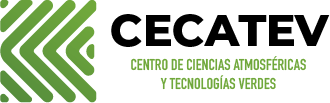 CECATEV
CENTRO DE CIENCIAS ATMOSFÉRICAS
Y TECNOLOGÍAS VERDES